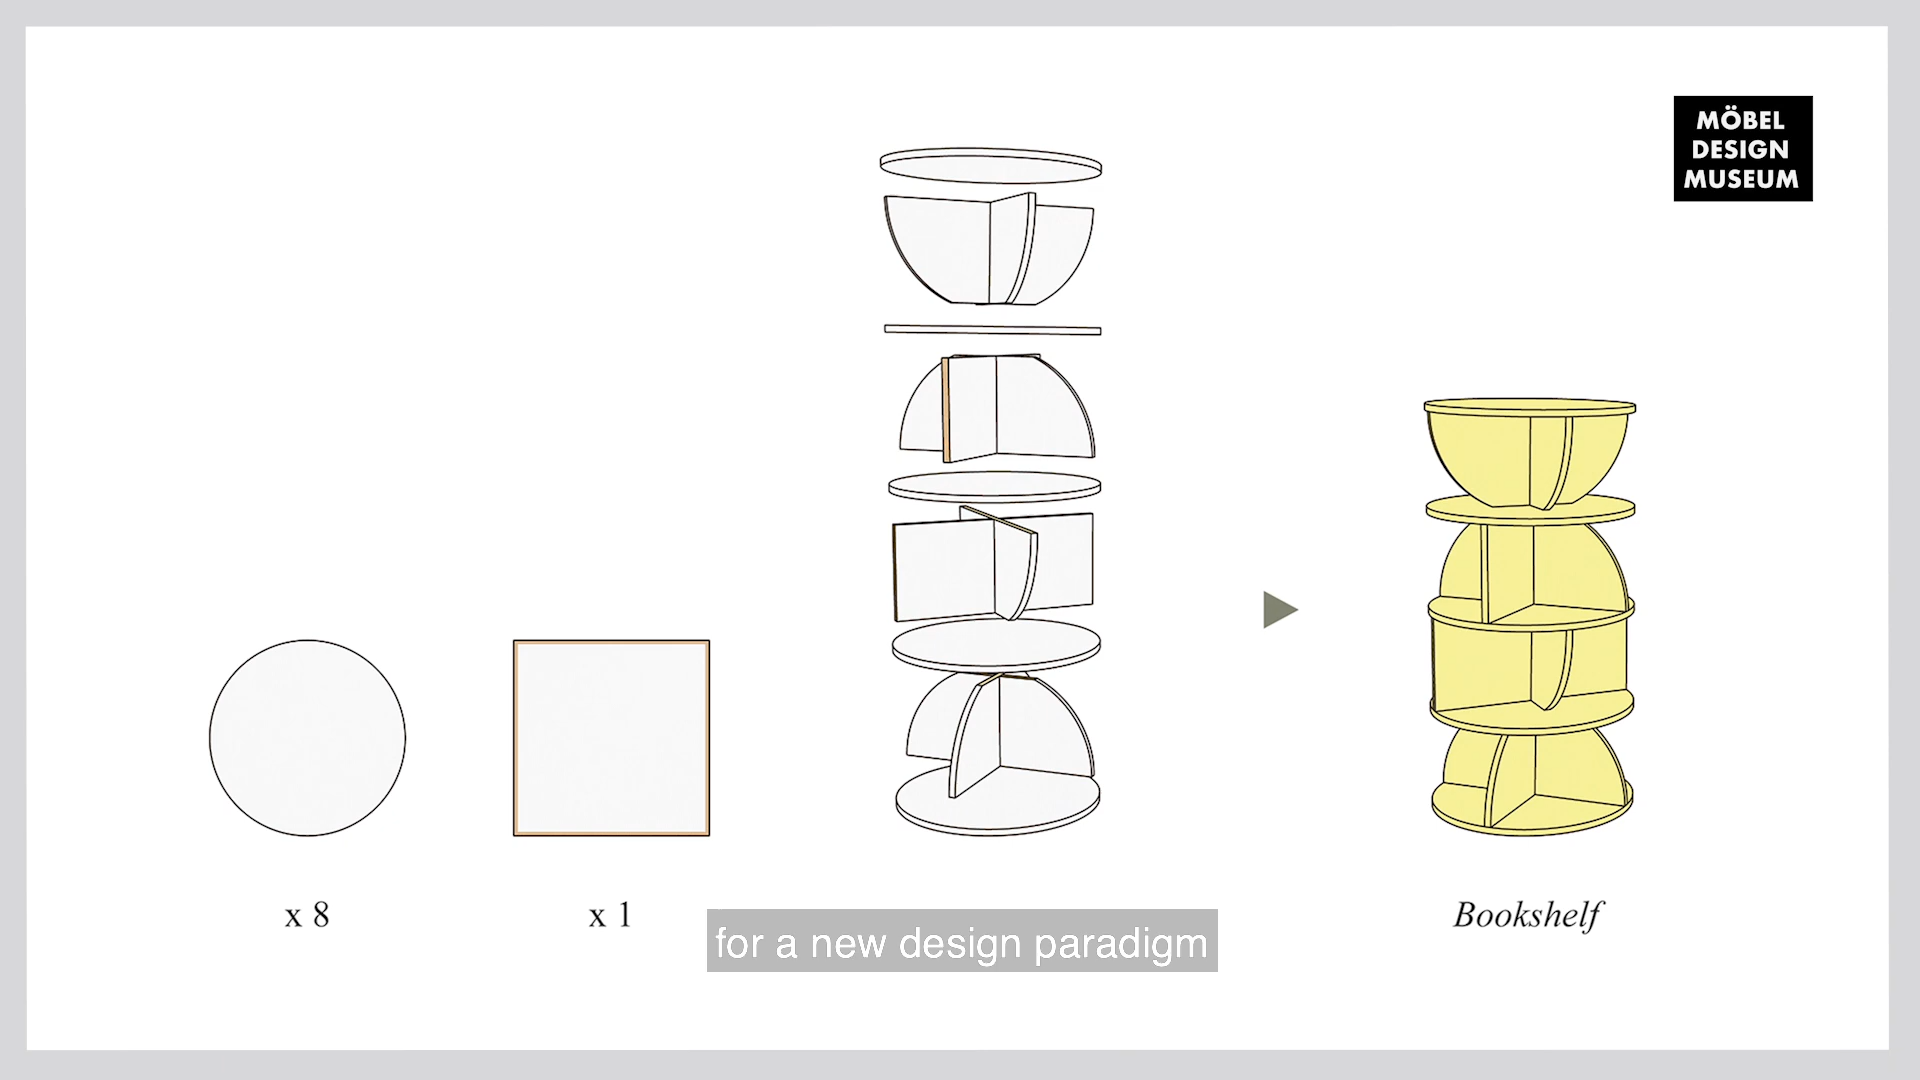 MÖBEL
DESIGN
MUSEUM
x 8
x 1
Bookshelf
for a new design paradigm